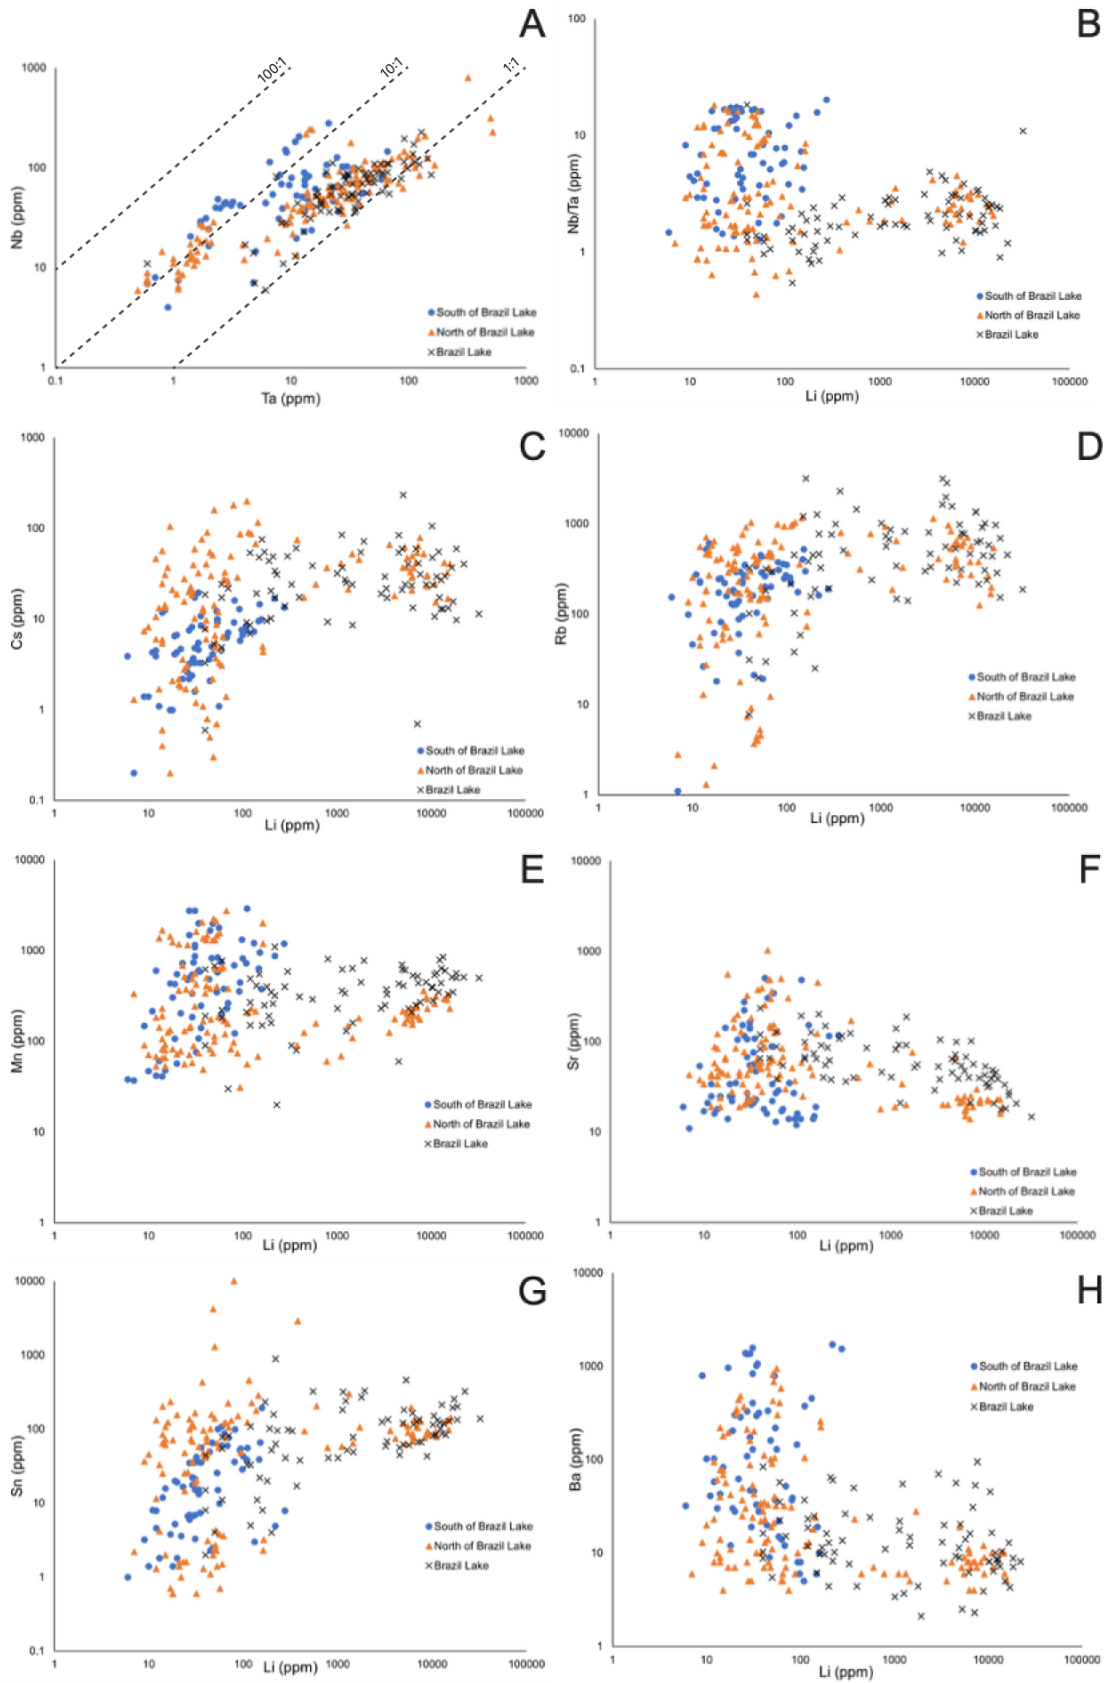 A
1000
100
10
1
0.1
1
10
100
1000
100:1
10:1
1:1
Nb (ppm)
Ta (ppm)
South of Brazil Lake
North of Brazil Lake
Brazil Lake
B
100
10
1
0.1
1
10
100
1000
10000
100000
Nb/Ta (ppm)
Li (ppm)
South of Brazil Lake
North of Brazil Lake
Brazil Lake
C
1000
100
10
1
0.1
1
10
100
1000
10000
100000
Cs (ppm)
Li (ppm)
South of Brazil Lake
North of Brazil Lake
Brazil Lake
D
10000
1000
100
10
1
1
10
100
1000
10000
100000
Rb (ppm)
Li (ppm)
South of Brazil Lake
North of Brazil Lake
Brazil Lake
E
10000
1000
100
10
1
1
10
100
1000
10000
100000
Mn (ppm)
Li (ppm)
South of Brazil Lake
North of Brazil Lake
Brazil Lake
F
10000
1000
100
10
1
1
10
100
1000
10000
100000
Sr (ppm)
Li (ppm)
South of Brazil Lake
North of Brazil Lake
Brazil Lake
G
10000
1000
100
10
1
0.1
1
10
100
1000
10000
100000
Sn (ppm)
Li (ppm)
South of Brazil Lake
North of Brazil Lake
Brazil Lake
H
10000
1000
100
10
1
1
10
100
1000
10000
100000
Ba (ppm)
Li (ppm)
South of Brazil Lake
North of Brazil Lake
Brazil Lake